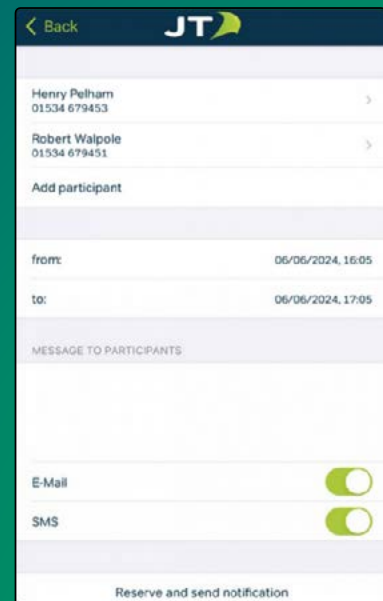 Back
JT
Henry Pelham
01534 679453
Robert Walpole
01534 679451
Add participant
from: 06/06/2024, 16:05
to: 06/06/2024, 17:05
MESSAGE TO PARTICIPANTS
E-Mail
SMS
Reserve and send notification